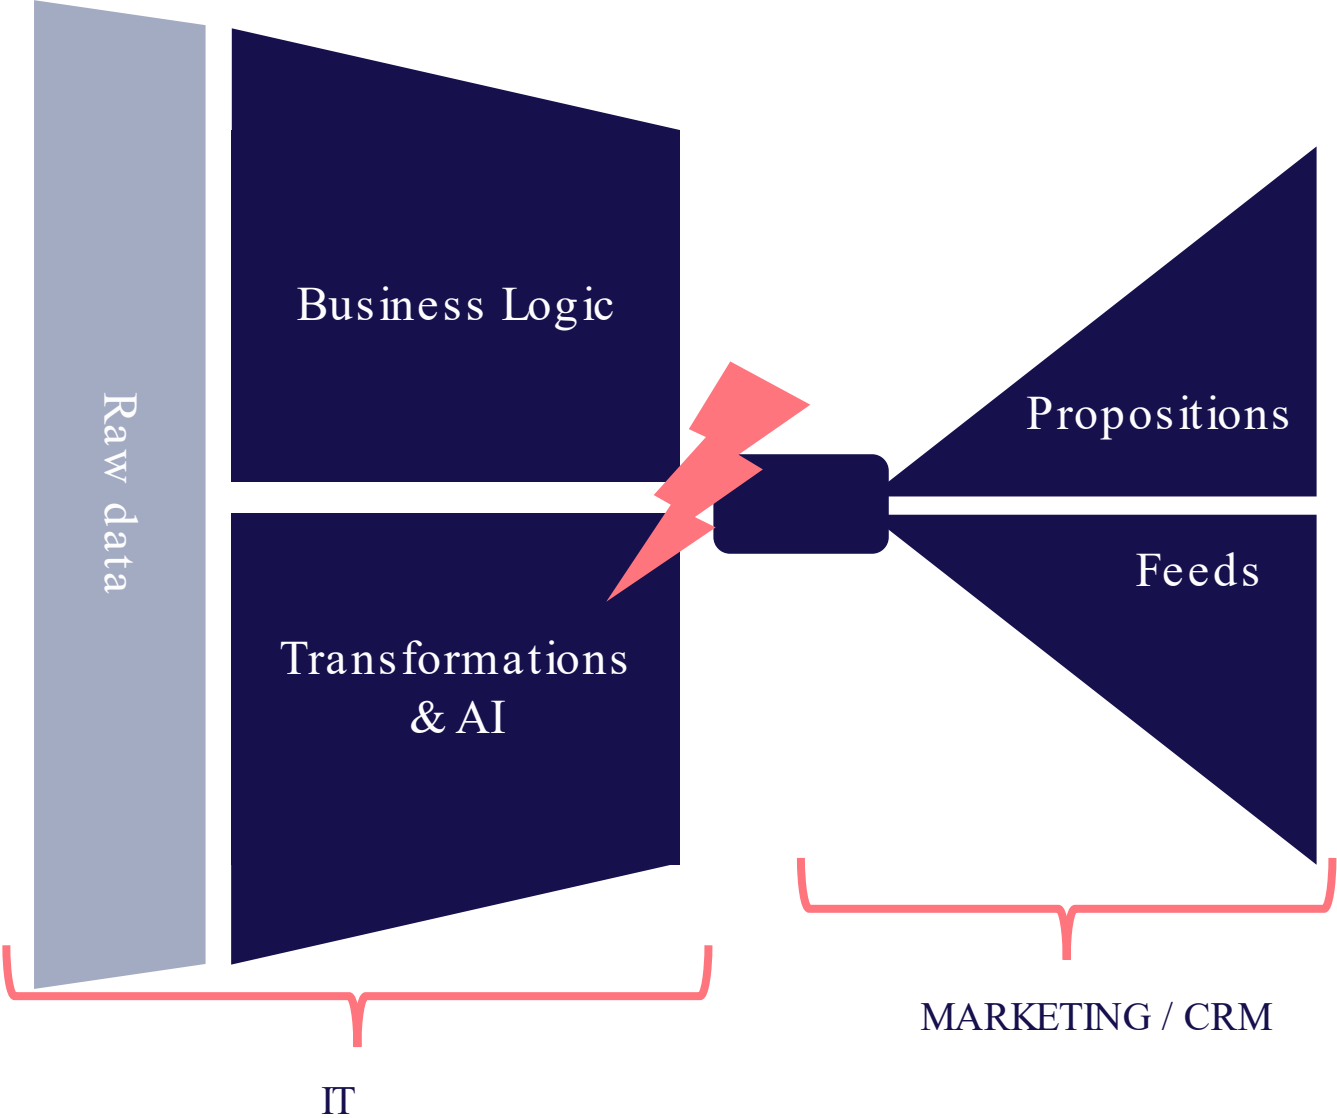 Raw data
Business Logic
Transformations
& AI
Propositions
Feeds
MARKETING / CRM
IT